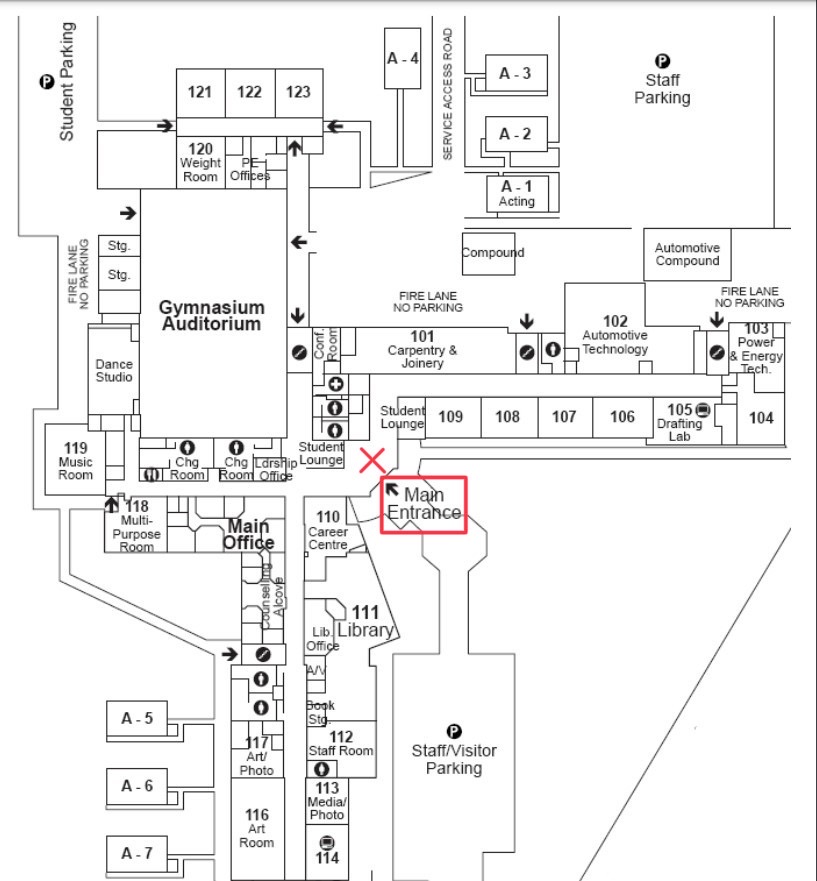 Student Parking
P
121
122
123
120
Weight
Room
PE
Offices
A - 4
SERVICE ACCESS ROAD
A - 3
A - 2
A - 1
Acting
P
Staff
Parking
Compound
Automotive
Compound
FIRE LANE
NO PARKING
Stg.
Stg.
Gymnasium
Auditorium
Dance
Studio
FIRE LANE
NO PARKING
FIRE LANE
NO PARKING
Conf.
Room
101
Carpentry &
Joinery
102
Automotive
Technology
103
Power
& Energy
Tech.
Student
Lounge
109
108
107
106
105
Drafting
Lab
104
Student
Lounge
119
Music
Room
Chg
Room
Chg
Room
Ldrship
Office
Main
Entrance
118
Multi-
Purpose
Room
Main
Office
110
Career
Centre
Counselling
Alcove
111
Library
Lib.
Office
A/V
Book
Stg.
112
Staff Room
117
Art/
Photo
113
Media/
Photo
116
Art
Room
114
A - 5
A - 6
A - 7
P
Staff/Visitor
Parking